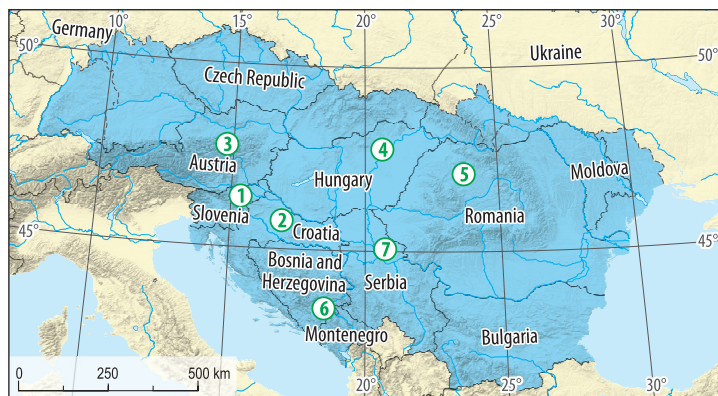 10°
15°
20°
25°
30°
Germany
50°
Ukraine
50°
Czech Republic
3
4
Austria
Moldova
5
Hungary
1
Slovenia
2
Romania
Croatia
45°
7
45°
Bosnia and
Herzegovina
Serbia
6
Montenegro
Bulgaria
0 250 500 km
20°
25°
30°